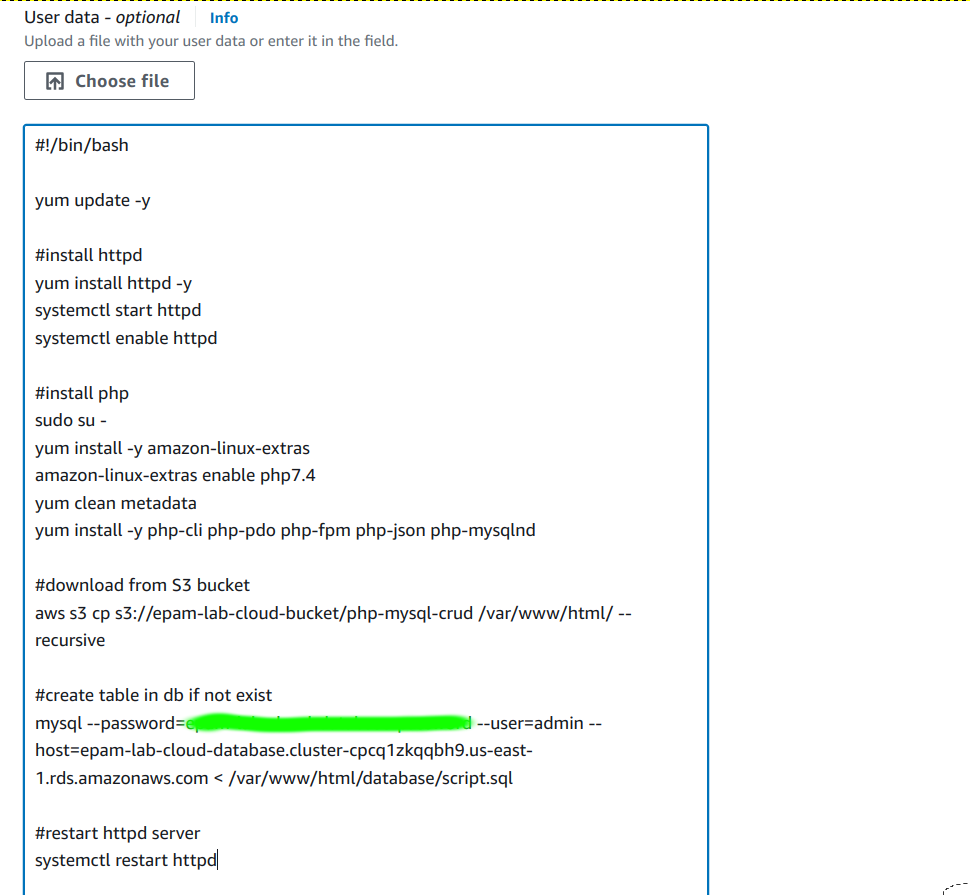 User data - optional Info
Upload a file with your user data or enter it in the field.
Choose file
#!/bin/bash
yum update -y
#install httpd
yum install httpd -y
systemctl start httpd
systemctl enable httpd
#install php
sudo su -
yum install -y amazon-linux-extras
amazon-linux-extras enable php7.4
yum clean metadata
yum install -y php-cli php-pdo php-fpm php-json php-mysqlnd
#download from S3 bucket
aws s3 cp s3://epam-lab-cloud-bucket/php-mysql-crud /var/www/html/ --
recursive
#create table in db if not exist
mysql --password= --user=admin --
host=epam-lab-cloud-database.cluster-cpcq1zkqqbh9.us-east-
1.rds.amazonaws.com < /var/www/html/database/script.sql
#restart httpd server
systemctl restart httpd